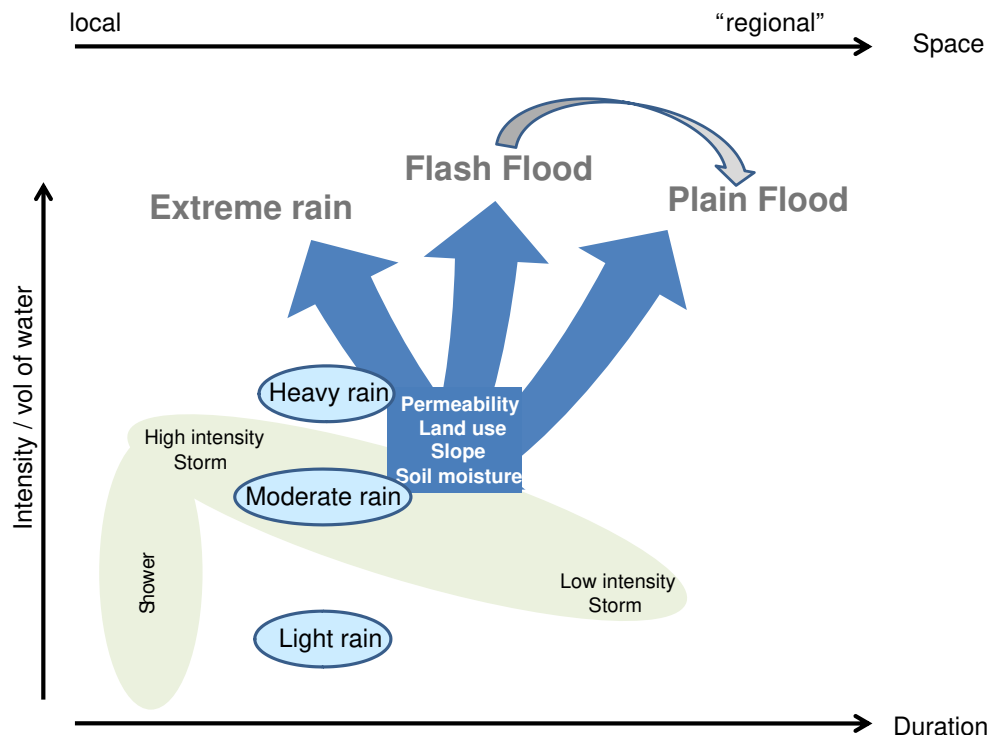 local
“regional”
Space
Flash Flood
Plain Flood
Extreme rain
Intensity / vol of water
Heavy rain
Permeability
Land use
Slope
Soil moisture
High intensity
Storm
Moderate rain
Shower
Low intensity
Storm
Light rain
Duration